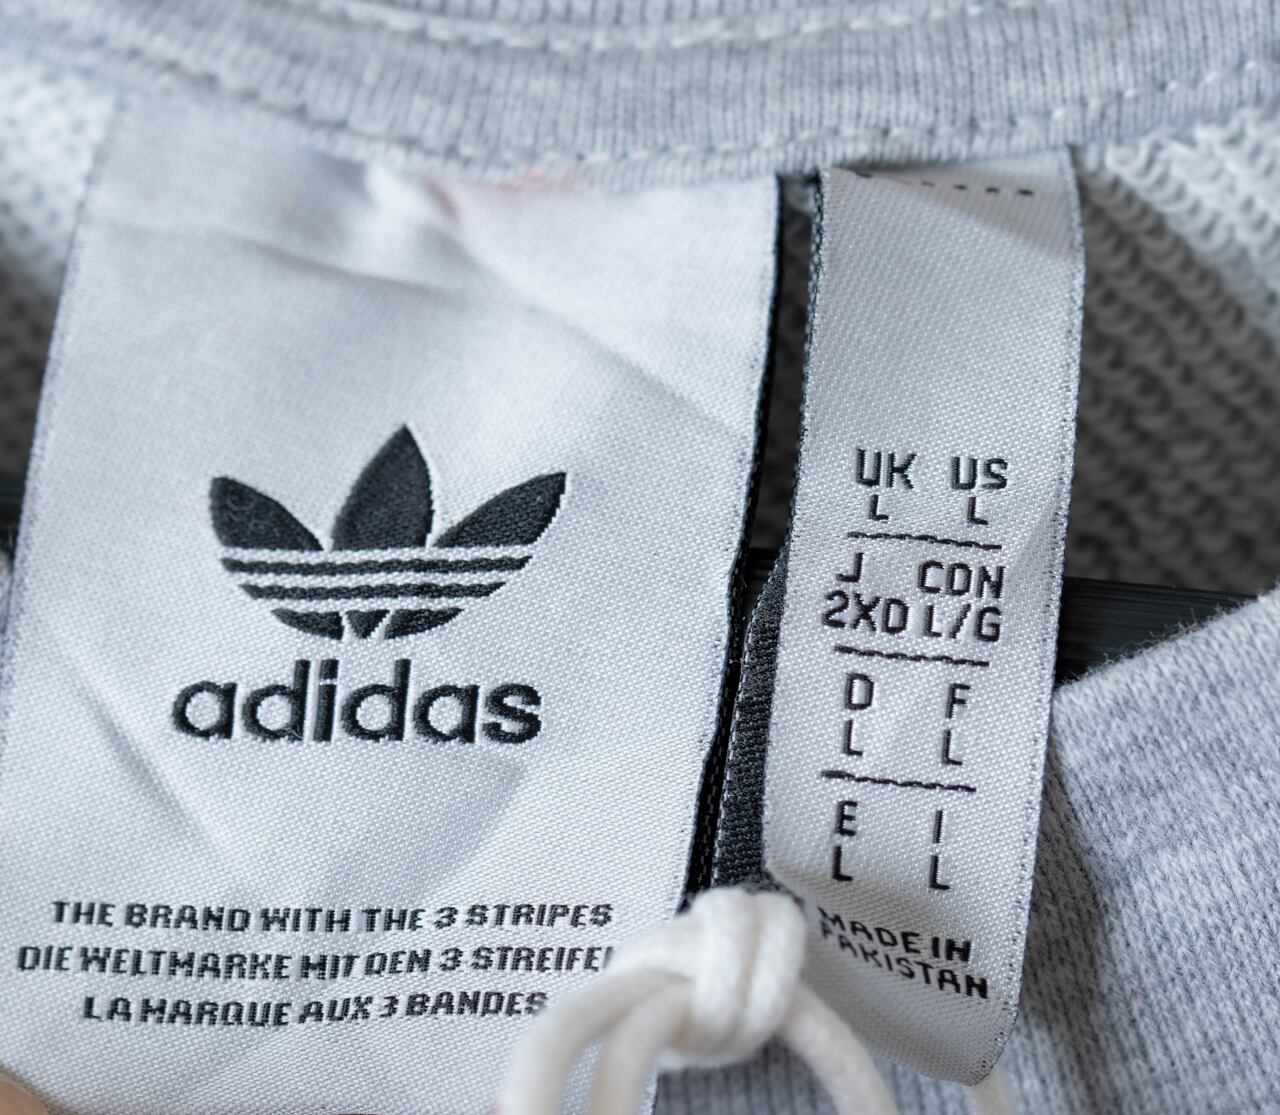 adidas
THE BRAND WITH THE 3 STRIPES
DIE WELTMARKE MIT DEN 3 STREIFEN
LA MARQUE AUX 3 BANDES
UK US
L L
J CDN
2XO L/G
D F
L L
E I
L L
MADE IN
PAKISTAN